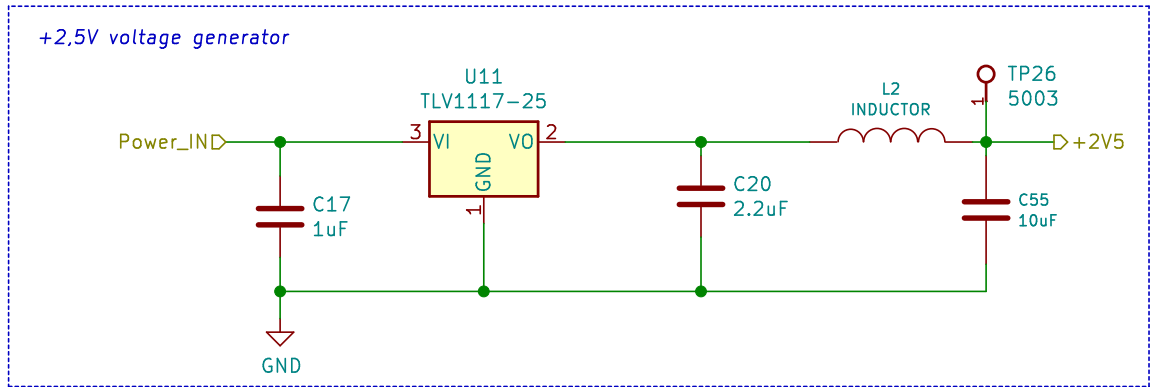 +2,5V voltage generator
U11
TLV1117-25
L2
INDUCTOR
TP26
5003
1
Power_IN
3
VI
VO
2
+2V5
GND
1
C17
1uF
C20
2.2uF
C55
10uF
GND